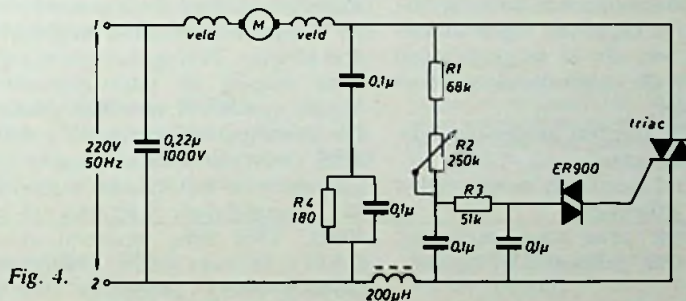 1
veld
M
veld
0,1µ
R1
68k
triac
220V
50Hz
0,22µ
1000V
R2
250k
ER900
R4
180
0,1µ
R3
51k
0,1µ
0,1µ
Fig. 4.
2
200µH